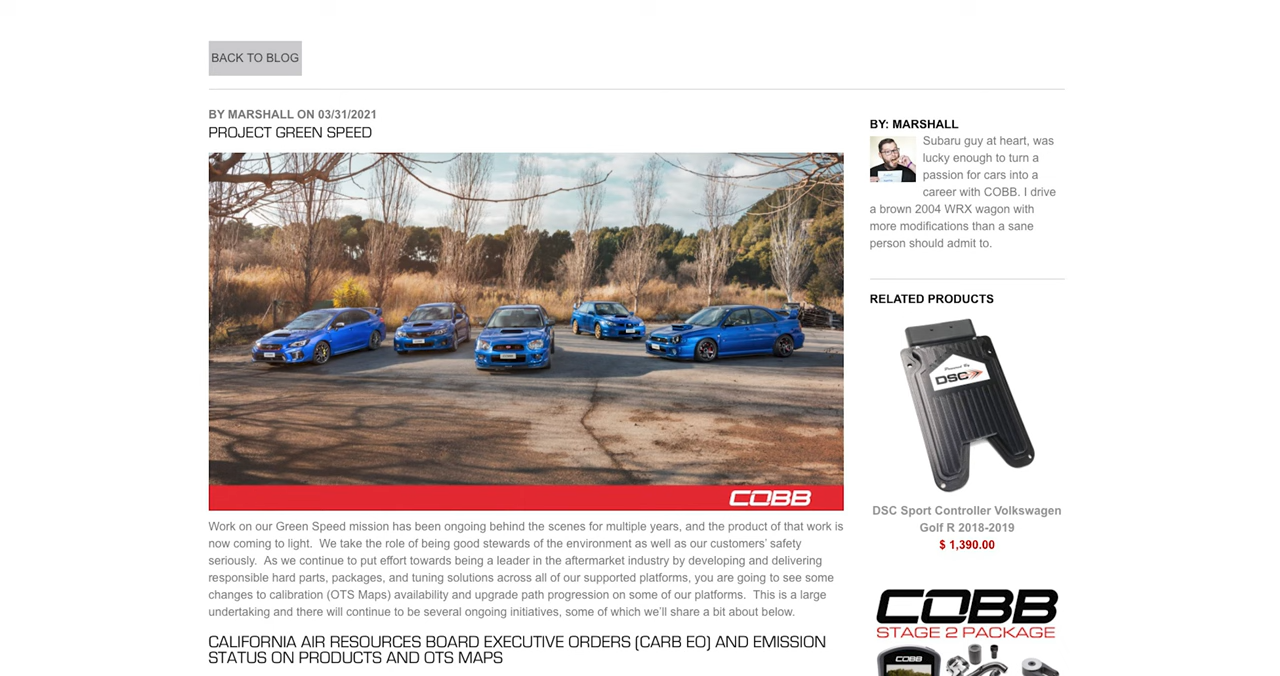 BACK TO BLOG
BY MARSHALL ON 03/31/2021
PROJECT GREEN SPEED
COBB
Work on our Green Speed mission has been ongoing behind the scenes for multiple years, and the product of that work is
now coming to light.  We take the role of being good stewards of the environment as well as our customers’ safety
seriously.  As we continue to put effort towards being a leader in the aftermarket industry by developing and delivering
responsible hard parts, packages, and tuning solutions across all of our supported platforms, you are going to see some
changes to calibration (OTS Maps) availability and upgrade path progression on some of our platforms.  This is a large
undertaking and there will continue to be several ongoing initiatives, some of which we’ll share a bit about below.
CALIFORNIA AIR RESOURCES BOARD EXECUTIVE ORDERS (CARB EO) AND EMISSION
STATUS ON PRODUCTS AND OTS MAPS
BY: MARSHALL
Subaru guy at heart, was
lucky enough to turn a
passion for cars into a
career with COBB. I drive
a brown 2004 WRX wagon with
more modifications than a sane
person should admit to.
RELATED PRODUCTS
Powered By
DSC
DSC Sport Controller Volkswagen
Golf R 2018-2019
$ 1,390.00
COBB
STAGE 2 PACKAGE
COBB